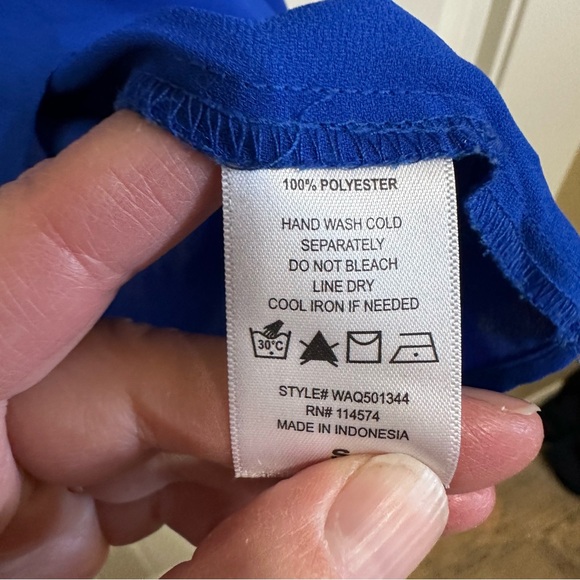 100% POLYESTER
HAND WASH COLD
SEPARATELY
DO NOT BLEACH
LINE DRY
COOL IRON IF NEEDED
30°C
STYLE# WAQ501344
RN# 114574
MADE IN INDONESIA
S